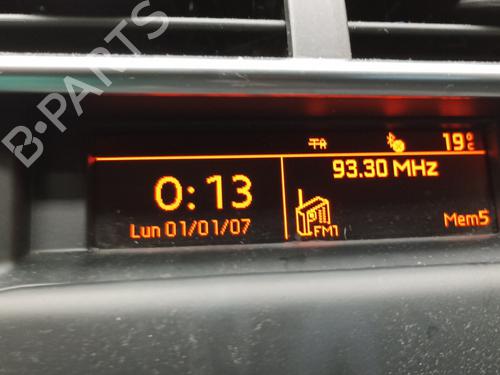 B-PARTS
TA 19°C
93.30 MHz
0:13
Lun 01/01/07
FM1
Mem5